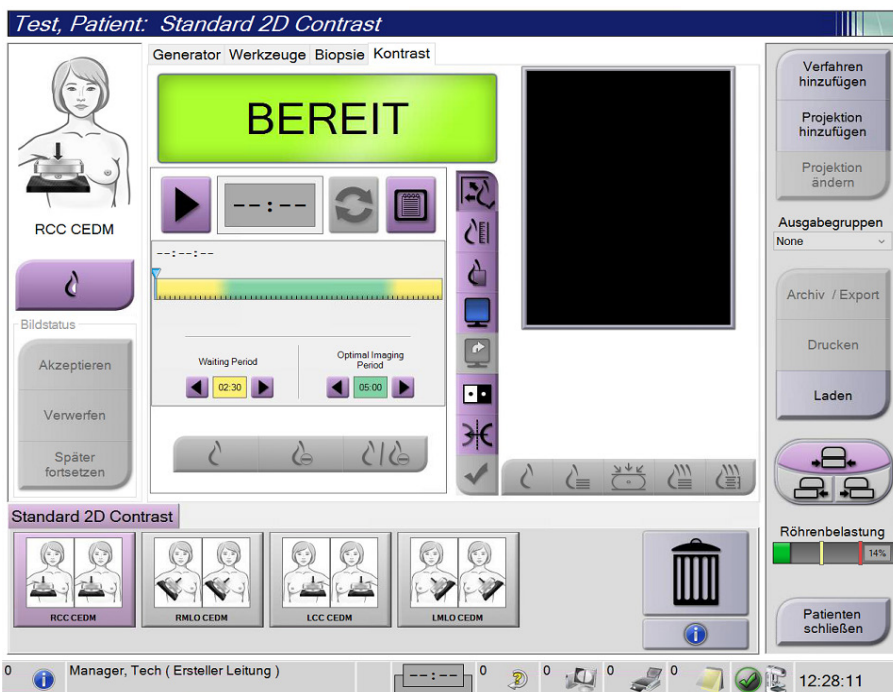 Test, Patient: Standard 2D Contrast
Generator Werkzeuge Biopsie Kontrast
BEREIT
--:--
RCC CEDM
--:--:--
Waiting Period
02:30
Optimal Imaging
Period
05:00
Bildstatus
Akzeptieren
Verwerfen
Später
fortsetzen
Verfahren
hinzufügen
Projektion
hinzufügen
Projektion
ändern
Ausgabegruppen
None
Archiv / Export
Drucken
Laden
Röhrenbelastung
14%
Patienten
schließen
Standard 2D Contrast
RCC CEDM
RMLO CEDM
LCC CEDM
LMLO CEDM
0 Manager, Tech ( Ersteller Leitung ) --:-- 0 0 0 0 12:28:11